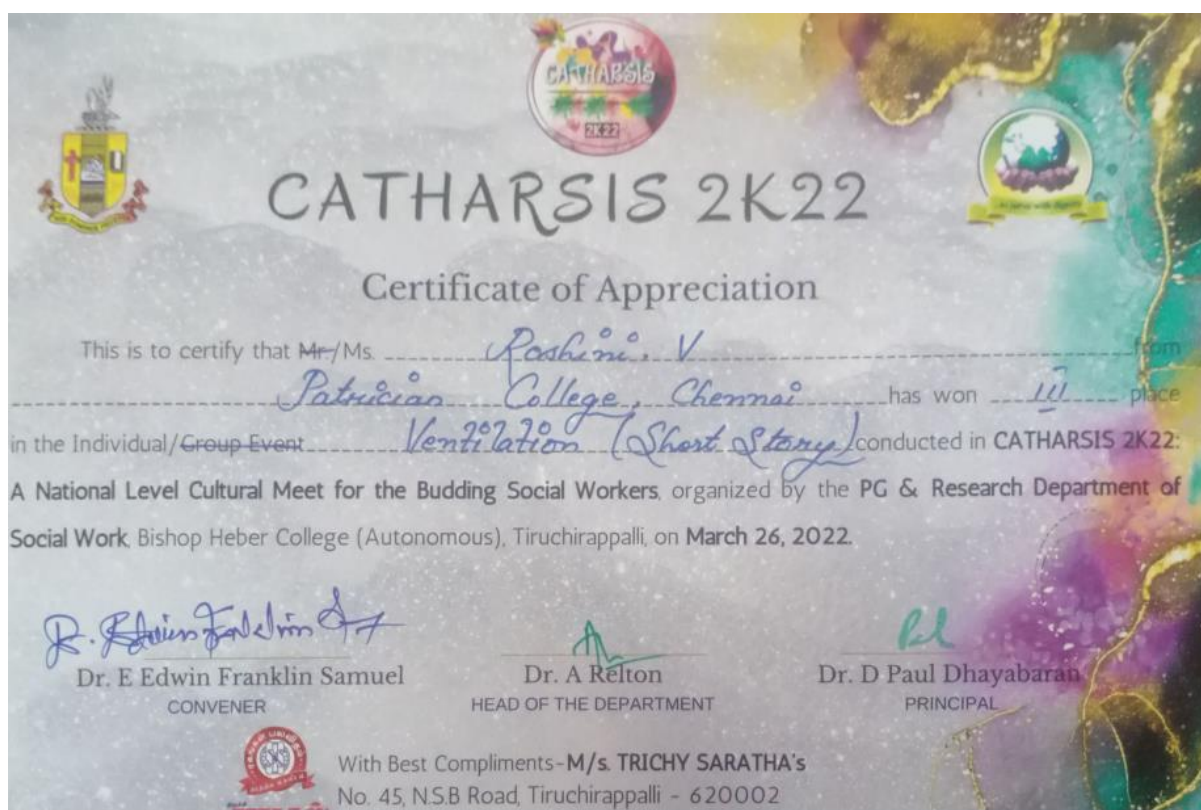 CATHARSIS
2K22
CATHARSIS 2K22
Certificate of Appreciation
This is to certify that Mr/Ms. Roshini. V from
Patrician College, Chennai has won III place
in the Individual/Group Event Ventilation (Short Story) conducted in CATHARSIS 2K22:
A National Level Cultural Meet for the Budding Social Workers, organized by the PG & Research Department of
Social Work, Bishop Heber College (Autonomous), Tiruchirappalli, on March 26, 2022.
Dr. E Edwin Franklin Samuel
CONVENER
Dr. A Relton
HEAD OF THE DEPARTMENT
Dr. D Paul Dhayabaran
PRINCIPAL
With Best Compliments-M/s. TRICHY SARATHA's
No. 45, N.S.B Road, Tiruchirappalli - 620002